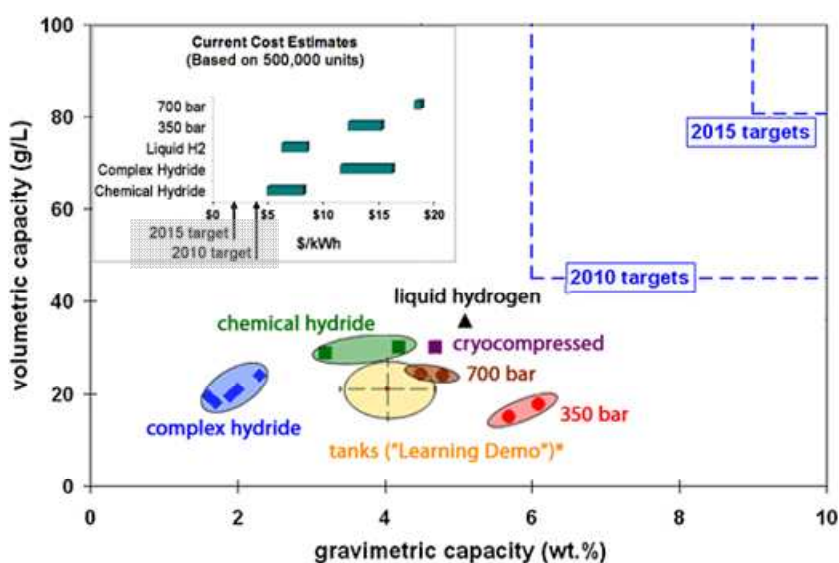 100
80
60
40
20
0
volumetric capacity (g/L)
Current Cost Estimates
(Based on 500,000 units)
700 bar
350 bar
Liquid H2
Complex Hydride
Chemical Hydride
$0
$5
$10
$15
$20
2015 target
2010 target
$/kWh
2015 targets
2010 targets
liquid hydrogen
chemical hydride
cryocompressed
700 bar
350 bar
complex hydride
tanks ("Learning Demo")*
0
2
4
6
8
10
gravimetric capacity (wt.%)